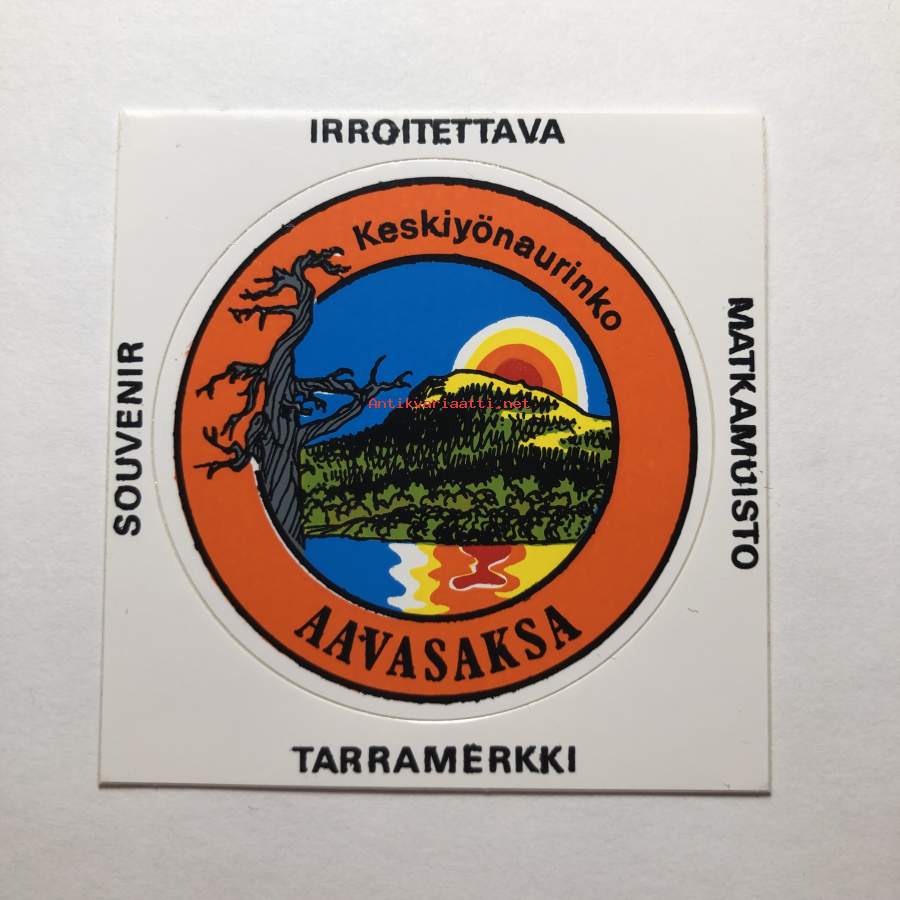 IRROITETTAVA
Keskiyönaurinko
Antikvariaatti.net
SOUVENIR
MATKAMUISTO
AAVASAKSA
TARRAMERKKI